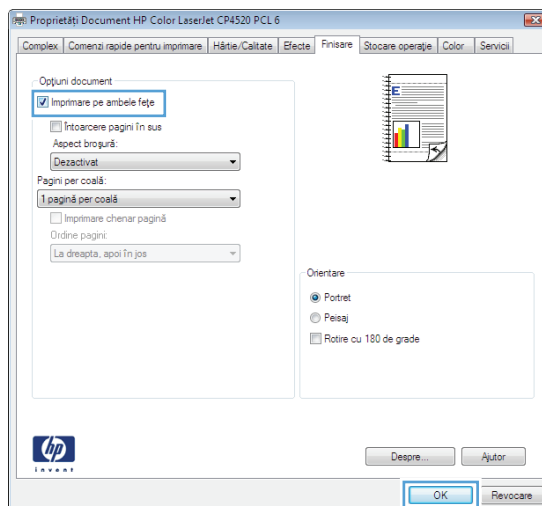 Proprietăți Document HP Color LaserJet CP4520 PCL 6
Complex Comenzi rapide pentru imprimare Hârtie/Calitate Efecte Finisare Stocare operație Color Servicii
Opțiuni document
Imprimare pe ambele fețe
Întoarcere pagini în sus
Aspect broșură:
Dezactivat
Pagini per coală:
1 pagină per coală
Imprimare chenar pagină
Ordine pagini:
La dreapta, apoi în jos
E
Orientare
Portret
Peisaj
Rotire cu 180 de grade
hp
invent
Despre... Ajutor
OK Revocare